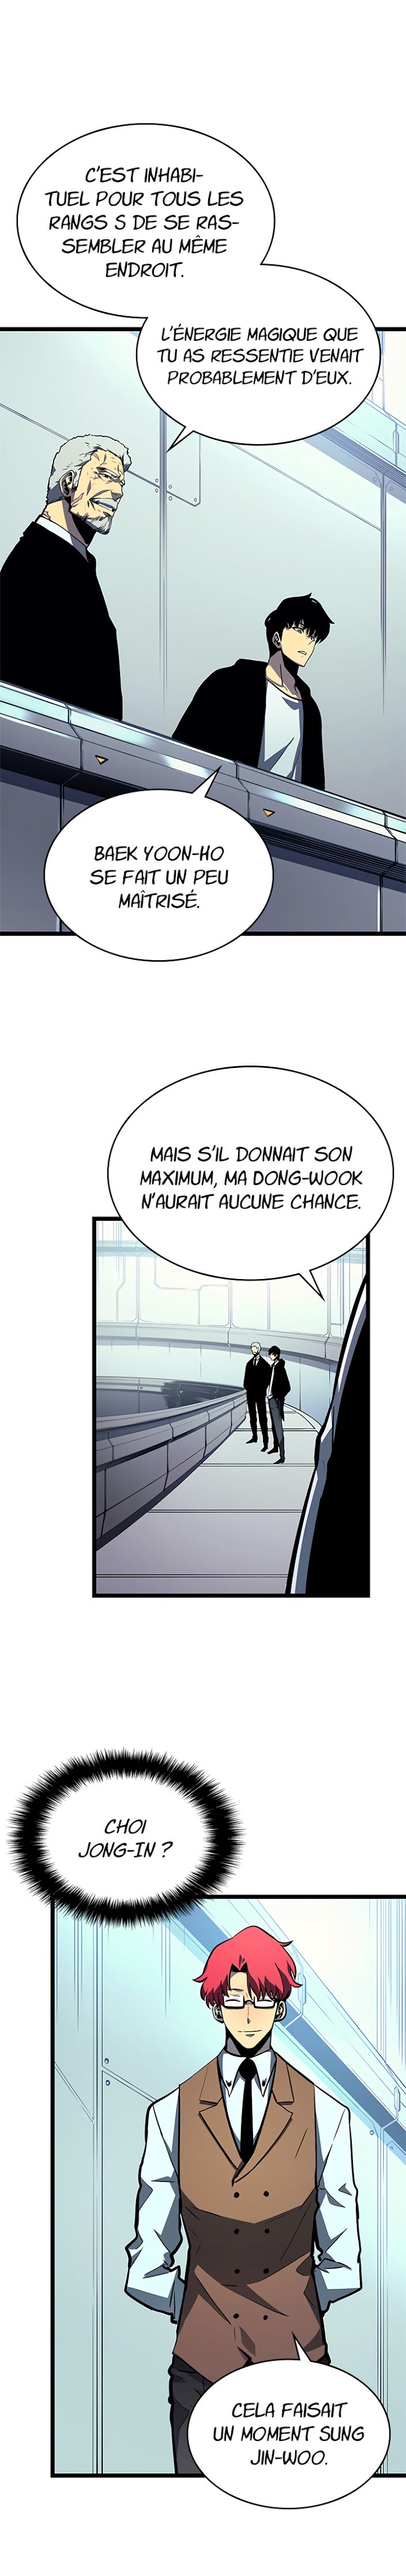 C'EST INHABI-
TUEL POUR TOUS LES
RANGS S DE SE RAS-
SEMBLER AU MÊME
ENDROIT.
L'ÉNERGIE MAGIQUE QUE
TU AS RESSENTIE VENAIT
PROBABLEMENT D'EUX.
BAEK YOON-HO
SE FAIT UN PEU
MAÎTRISÉ.
MAIS S'IL DONNAIT SON
MAXIMUM, MA DONG-WOOK
N'AURAIT AUCUNE CHANCE.
CHOI
JONG-IN ?
CELA FAISAIT
UN MOMENT SUNG
JIN-WOO.